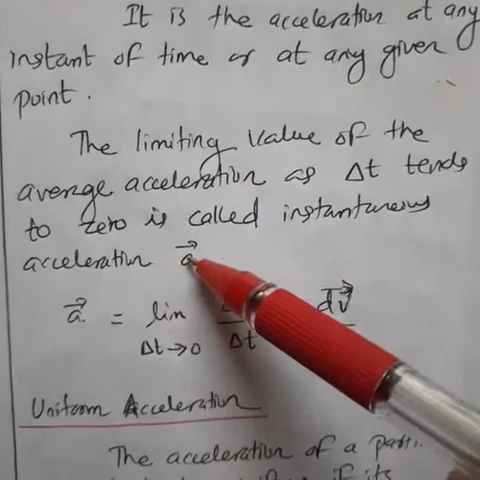 It is the acceleration at any
instant of time or at any given
point.
The limiting value of the
average acceleration as Δt tends
to zero is called instantaneous
acceleration a⃗
a⃗ = lim dv⃗
Δt→0 Δt
Uniform Acceleration
The acceleration of a
if its